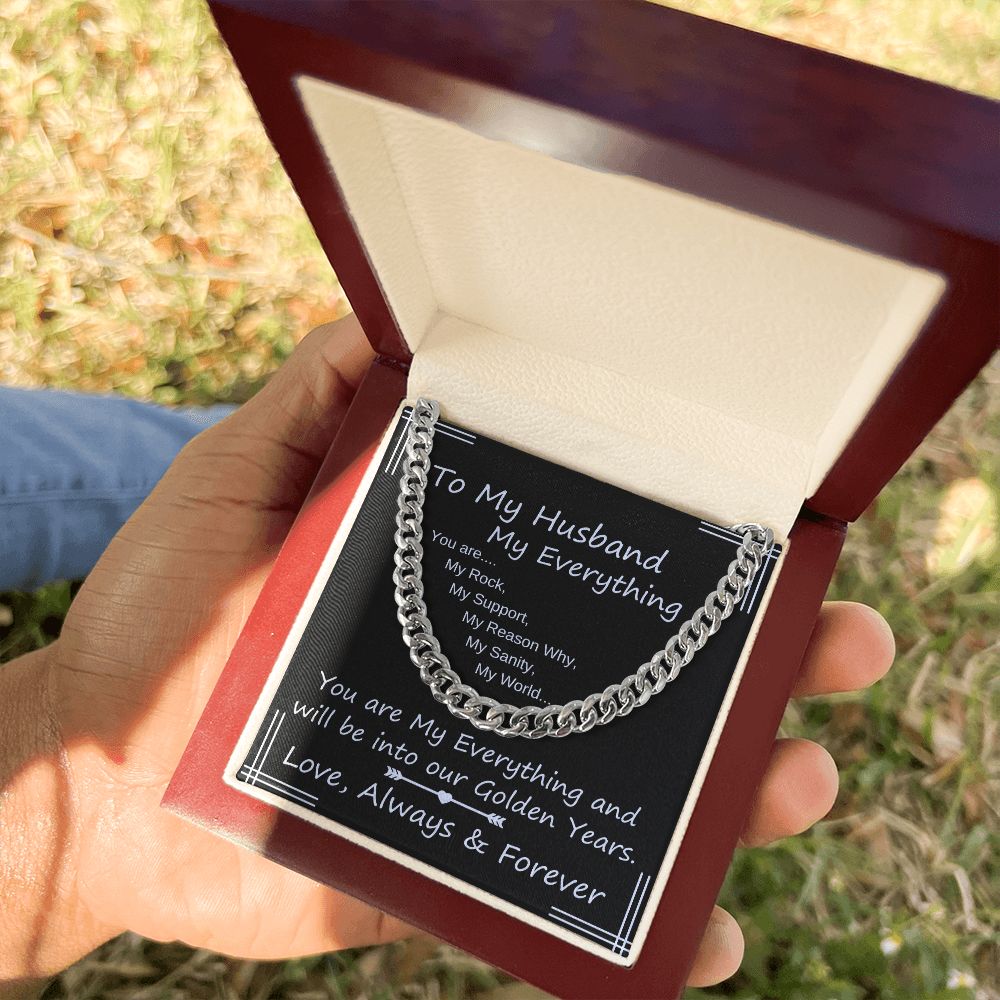 To My Husband
My Everything
You are....
My Rock,
My Support,
My Reason Why,
My Sanity,
My World...
You are My Everything and
will be into our Golden Years.
Love, Always & Forever